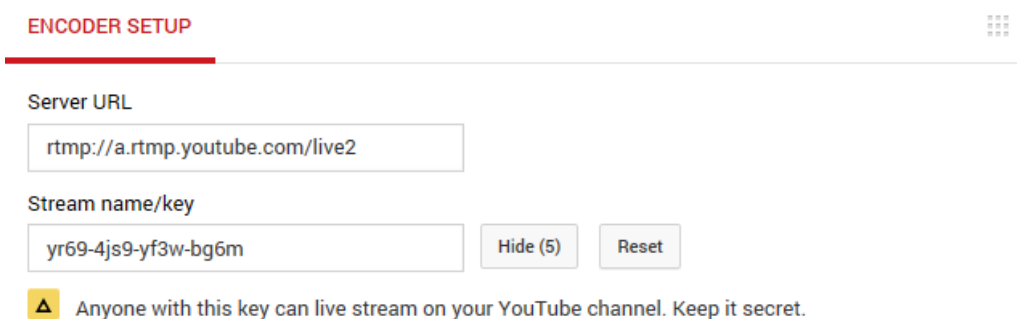 ENCODER SETUP
Server URL
rtmp://a.rtmp.youtube.com/live2
Stream name/key
yr69-4js9-yf3w-bg6m Hide (5) Reset
Anyone with this key can live stream on your YouTube channel. Keep it secret.